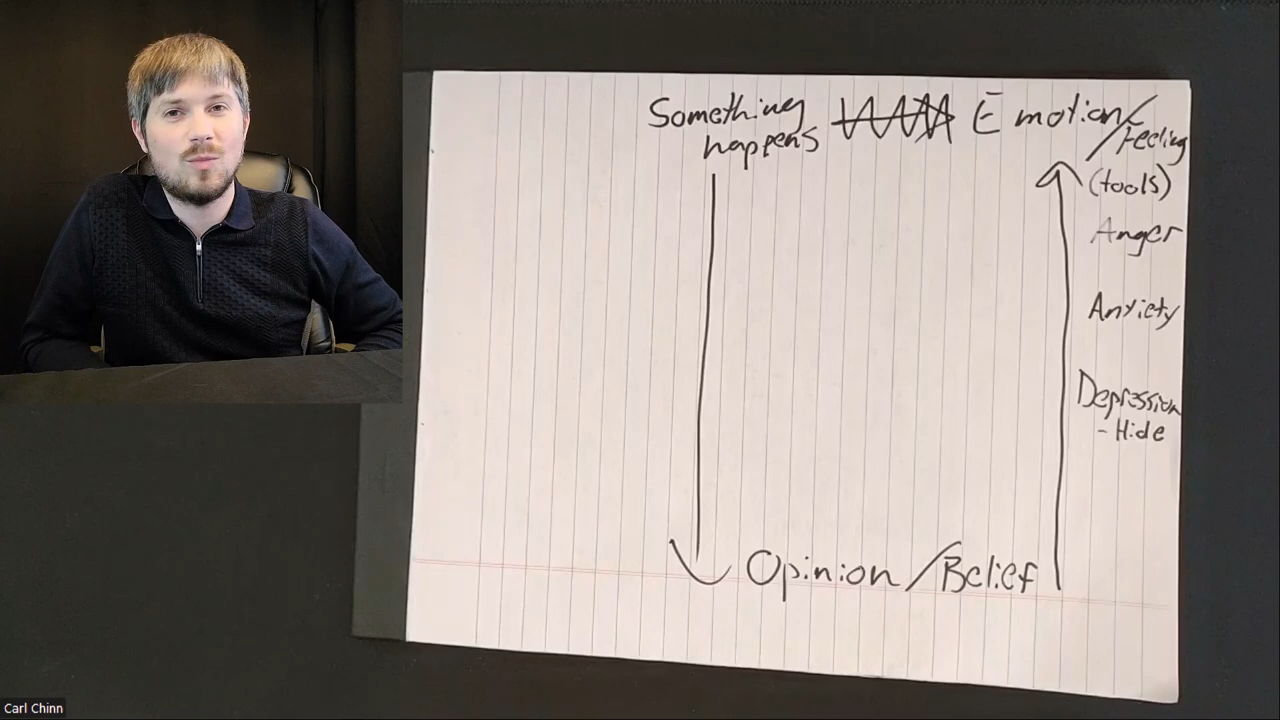 Something
happens
Emotion/
Feeling
(tools)
Anger
Anxiety
Depression
- Hide
Opinion/Belief
Carl Chinn